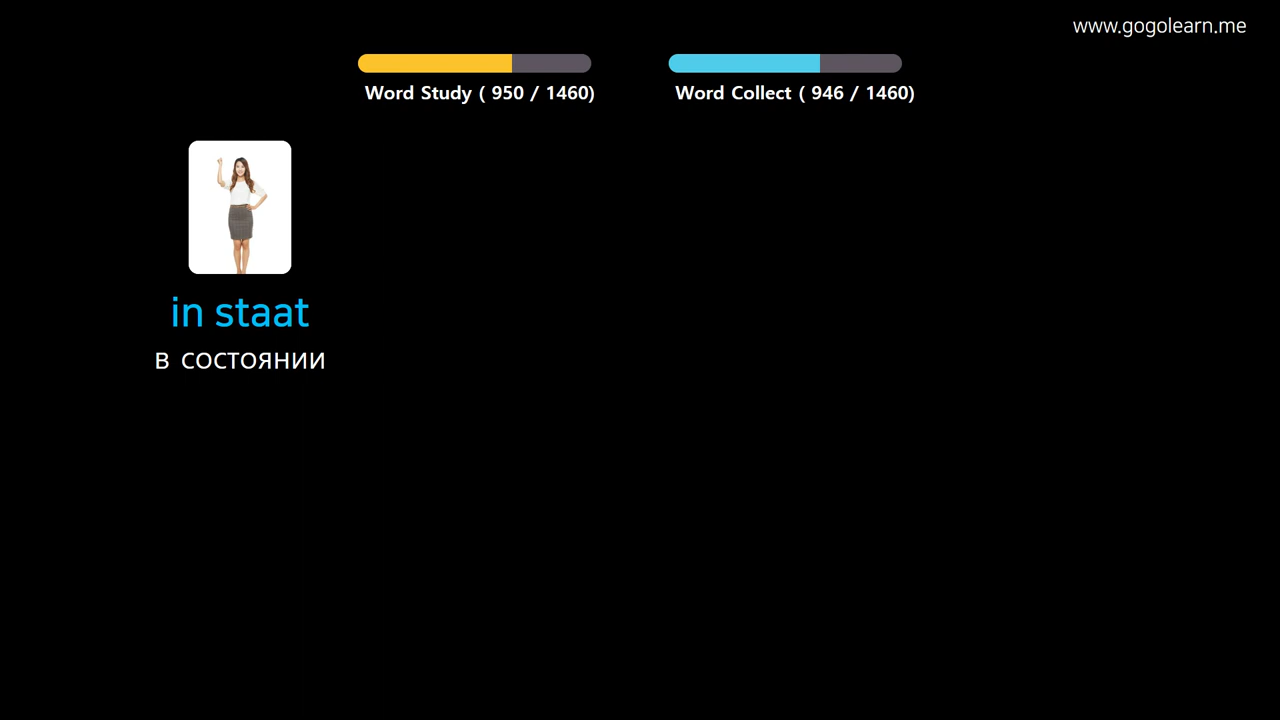 www.gogolearn.me
Word Study ( 950 / 1460)
Word Collect ( 946 / 1460)
in staat
в состоянии